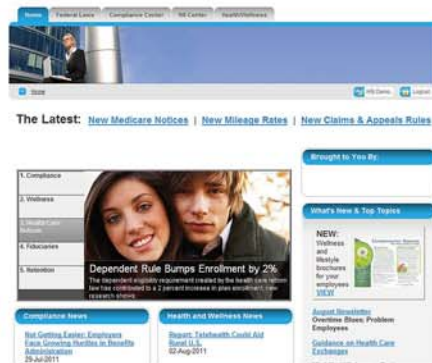 Home Federal Laws Compliance Center HR Center Health/Wellness
Home
HR Demo Logout
The Latest: New Medicare Notices | New Mileage Rates | New Claims & Appeals Rules
Brought to You By:
1. Compliance
2. Wellness
3. Health Care
Reform
4. Fiduciaries
5. Retention
Dependent Rule Bumps Enrollment by 2%
The dependent eligibility requirement created by the health care reform
law has contributed to a 2 percent increase in plan enrollment, new
research shows.
What's New & Top Topics
NEW:
Wellness
and
lifestyle
brochures
for your
employees
VIEW
August Newsletter
Overtime Blues; Problem
Employees
Guidance on Health Care
Exchanges
Compliance News
Not Getting Easier: Employers
Face Growing Hurdles in Benefits
Administration
29-Jul-2011
Health and Wellness News
Report: Telehealth Could Aid
Rural U.S.
02-Aug-2011